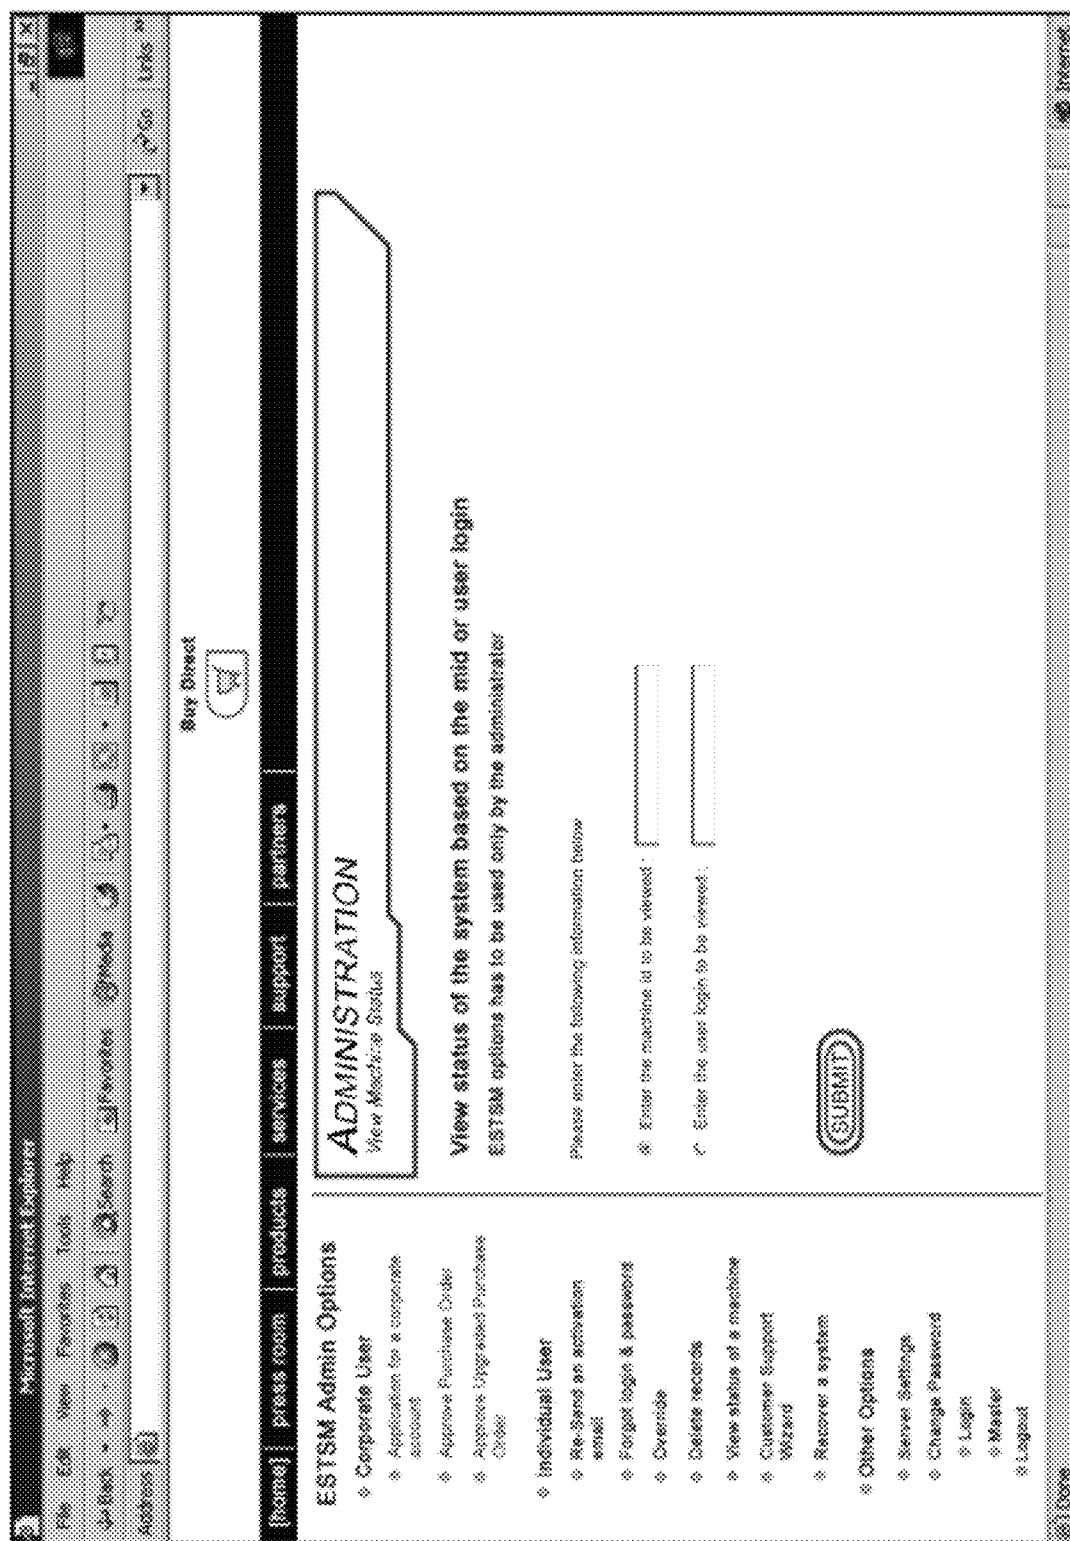 Microsoft Internet Explorer
File Edit View Favorites Tools Help
Back Search Favorites Media
Address Go Links »
Buy Direct
[home] press room products services support partners
ESTSM Admin Options
Corporate User
Application for a corporate
account
Approve Purchase Order
Approve Upgraded Purchase
Order
Individual User
Re-Send an activation
email
Forgot login & password
Override
Delete records
View status of a machine
Customer Support
Wizard
Recover a system
Other Options
Server Settings
Change Password
Login
Master
Logout
ADMINISTRATION
View Machine Status
View status of the system based on the mid or user login
ESTSM options has to be used only by the administrator
Please enter the following information below
Enter the machine id to be viewed :
Enter the user login to be viewed :
SUBMIT
Done Internet